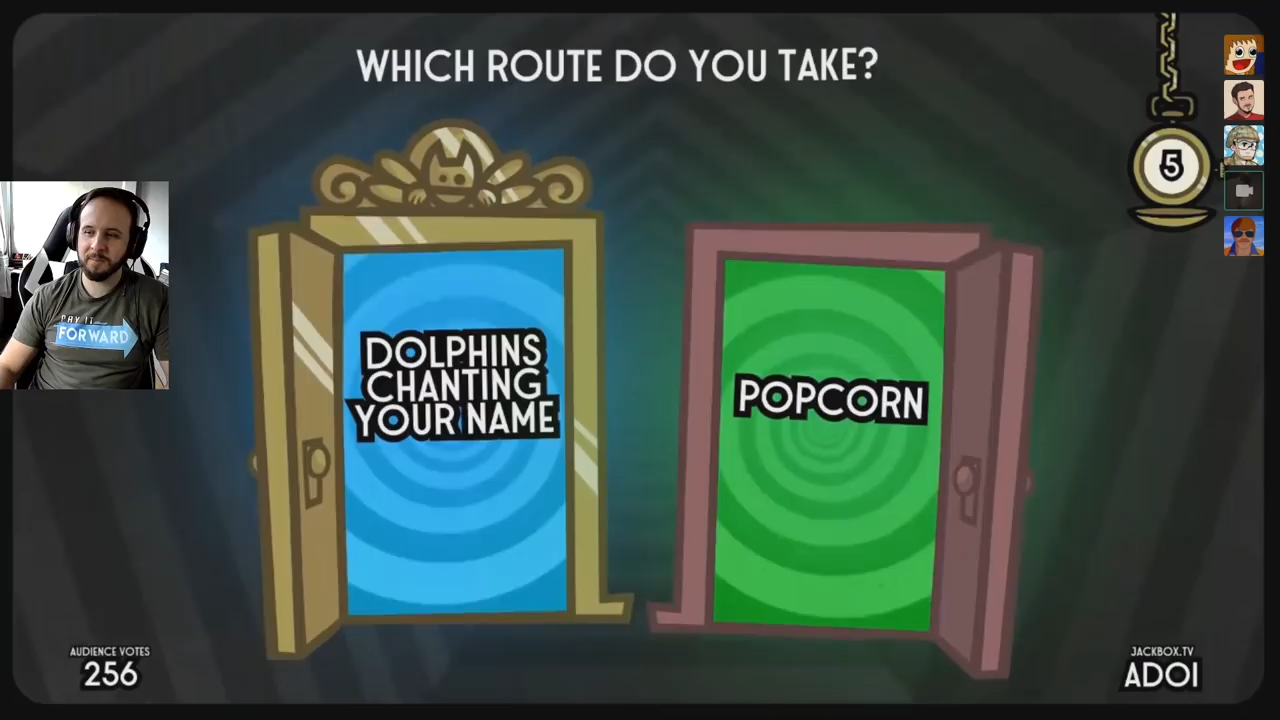 WHICH ROUTE DO YOU TAKE?
5
DOLPHINS
CHANTING
YOUR NAME
POPCORN
PAY IT
FORWARD
AUDIENCE VOTES
256
JACKBOX.TV
ADOI